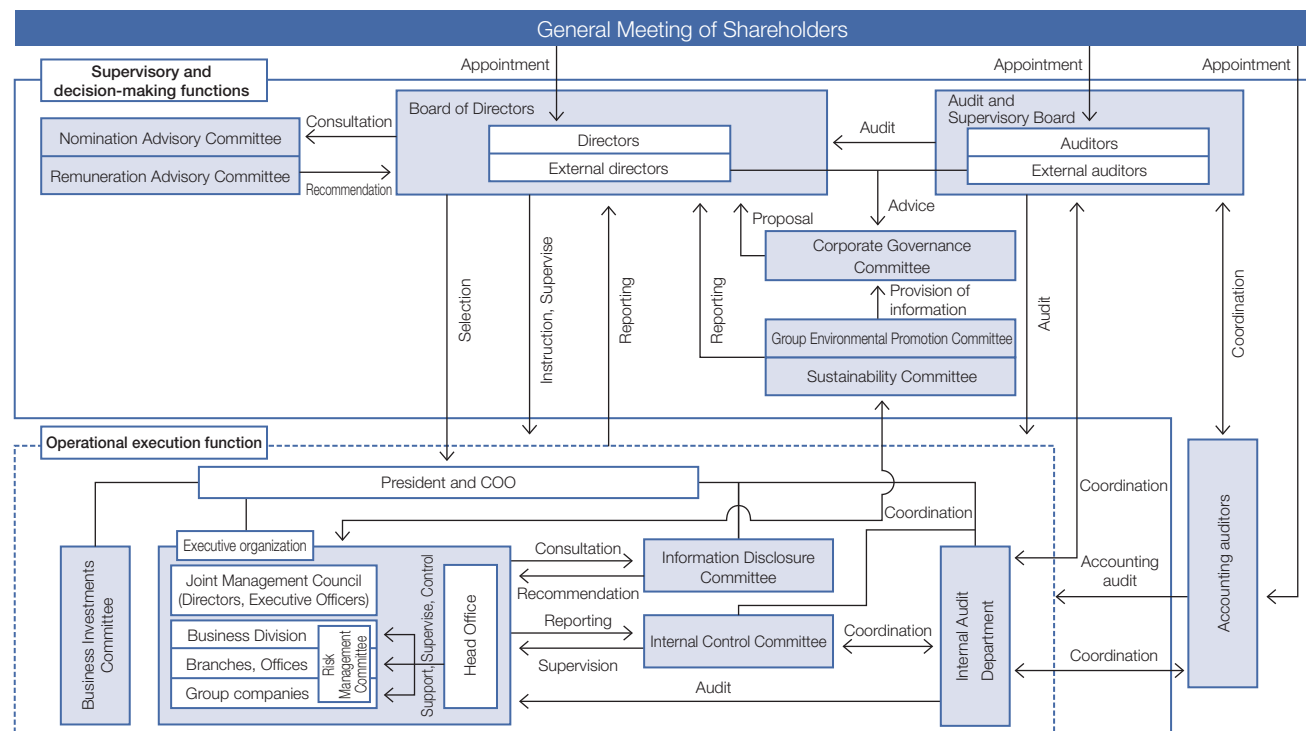 General Meeting of Shareholders
Appointment
Appointment
Appointment
Supervisory and
decision-making functions
Board of Directors
Directors
External directors
Audit and
Supervisory Board
Auditors
External auditors
Audit
Consultation
Nomination Advisory Committee
Remuneration Advisory Committee
Recommendation
Advice
Proposal
Corporate Governance
Committee
Provision of
information
Group Environmental Promotion Committee
Sustainability Committee
Selection
Instruction, Supervise
Reporting
Reporting
Audit
Coordination
Operational execution function
President and COO
Coordination
Coordination
Executive organization
Joint Management Council
(Directors, Executive Officers)
Business Division
Branches, Offices
Group companies
Risk
Management
Committee
Support, Supervise, Control
Head Office
Business Investments
Committee
Consultation
Recommendation
Information Disclosure
Committee
Reporting
Supervision
Internal Control Committee
Coordination
Audit
Internal Audit
Department
Accounting
audit
Coordination
Accounting auditors